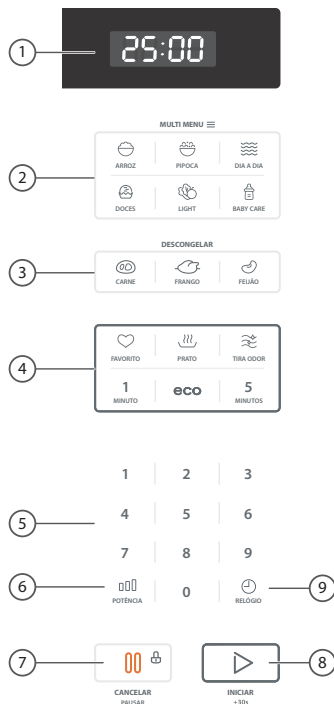 1
25:00
MULTI MENU
2
ARROZ PIPOCA DIA A DIA
DOCES LIGHT BABY CARE
DESCONGELAR
3
CARNE FRANGO FEIJÃO
4
FAVORITO PRATO TIRA ODOR
1 eco 5
MINUTO MINUTOS
1 2 3
5
4 5 6
7 8 9
6
POTÊNCIA 0 RELÓGIO
9
7
8
CANCELAR INICIAR
PAUSAR +30s